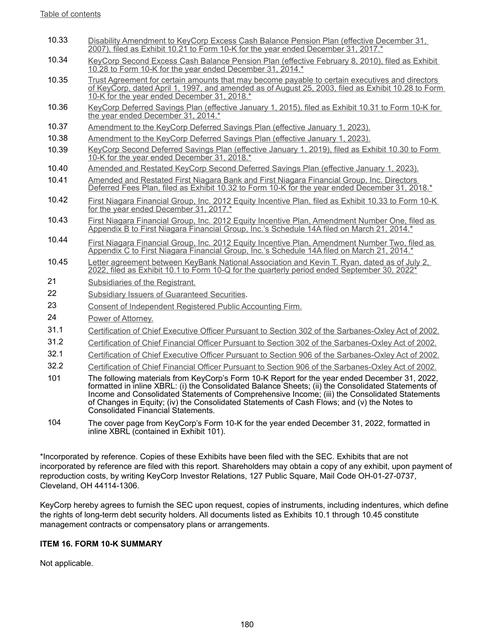 Table of contents
10.33 Disability Amendment to KeyCorp Excess Cash Balance Pension Plan (effective December 31,
2007), filed as Exhibit 10.21 to Form 10-K for the year ended December 31, 2017.*
10.34 KeyCorp Second Excess Cash Balance Pension Plan (effective February 8, 2010), filed as Exhibit
10.28 to Form 10-K for the year ended December 31, 2014.*
10.35 Trust Agreement for certain amounts that may become payable to certain executives and directors
of KeyCorp, dated April 1, 1997, and amended as of August 25, 2003, filed as Exhibit 10.28 to Form
10-K for the year ended December 31, 2018.*
10.36 KeyCorp Deferred Savings Plan (effective January 1, 2015), filed as Exhibit 10.31 to Form 10-K for
the year ended December 31, 2014.*
10.37 Amendment to the KeyCorp Deferred Savings Plan (effective January 1, 2023).
10.38 Amendment to the KeyCorp Deferred Savings Plan (effective January 1, 2023).
10.39 KeyCorp Second Deferred Savings Plan (effective January 1, 2019), filed as Exhibit 10.30 to Form
10-K for the year ended December 31, 2018.*
10.40 Amended and Restated KeyCorp Second Deferred Savings Plan (effective January 1, 2023).
10.41 Amended and Restated First Niagara Bank and First Niagara Financial Group, Inc. Directors
Deferred Fees Plan, filed as Exhibit 10.32 to Form 10-K for the year ended December 31, 2018.*
10.42 First Niagara Financial Group, Inc. 2012 Equity Incentive Plan, filed as Exhibit 10.33 to Form 10-K
for the year ended December 31, 2017.*
10.43 First Niagara Financial Group, Inc. 2012 Equity Incentive Plan, Amendment Number One, filed as
Appendix B to First Niagara Financial Group, Inc.'s Schedule 14A filed on March 21, 2014.*
10.44 First Niagara Financial Group, Inc. 2012 Equity Incentive Plan, Amendment Number Two, filed as
Appendix C to First Niagara Financial Group, Inc.'s Schedule 14A filed on March 21, 2014.*
10.45 Letter agreement between KeyBank National Association and Kevin T. Ryan, dated as of July 2,
2022, filed as Exhibit 10.1 to Form 10-Q for the quarterly period ended September 30, 2022*
21 Subsidiaries of the Registrant.
22 Subsidiary Issuers of Guaranteed Securities.
23 Consent of Independent Registered Public Accounting Firm.
24 Power of Attorney.
31.1 Certification of Chief Executive Officer Pursuant to Section 302 of the Sarbanes-Oxley Act of 2002.
31.2 Certification of Chief Financial Officer Pursuant to Section 302 of the Sarbanes-Oxley Act of 2002.
32.1 Certification of Chief Executive Officer Pursuant to Section 906 of the Sarbanes-Oxley Act of 2002.
32.2 Certification of Chief Financial Officer Pursuant to Section 906 of the Sarbanes-Oxley Act of 2002.
101 The following materials from KeyCorp's Form 10-K Report for the year ended December 31, 2022,
formatted in inline XBRL: (i) the Consolidated Balance Sheets; (ii) the Consolidated Statements of
Income and Consolidated Statements of Comprehensive Income; (iii) the Consolidated Statements
of Changes in Equity; (iv) the Consolidated Statements of Cash Flows; and (v) the Notes to
Consolidated Financial Statements.
104 The cover page from KeyCorp's Form 10-K for the year ended December 31, 2022, formatted in
inline XBRL (contained in Exhibit 101).
*Incorporated by reference. Copies of these Exhibits have been filed with the SEC. Exhibits that are not
incorporated by reference are filed with this report. Shareholders may obtain a copy of any exhibit, upon payment of
reproduction costs, by writing KeyCorp Investor Relations, 127 Public Square, Mail Code OH-01-27-0737,
Cleveland, OH 44114-1306.
KeyCorp hereby agrees to furnish the SEC upon request, copies of instruments, including indentures, which define
the rights of long-term debt security holders. All documents listed as Exhibits 10.1 through 10.45 constitute
management contracts or compensatory plans or arrangements.
ITEM 16. FORM 10-K SUMMARY
Not applicable.
180